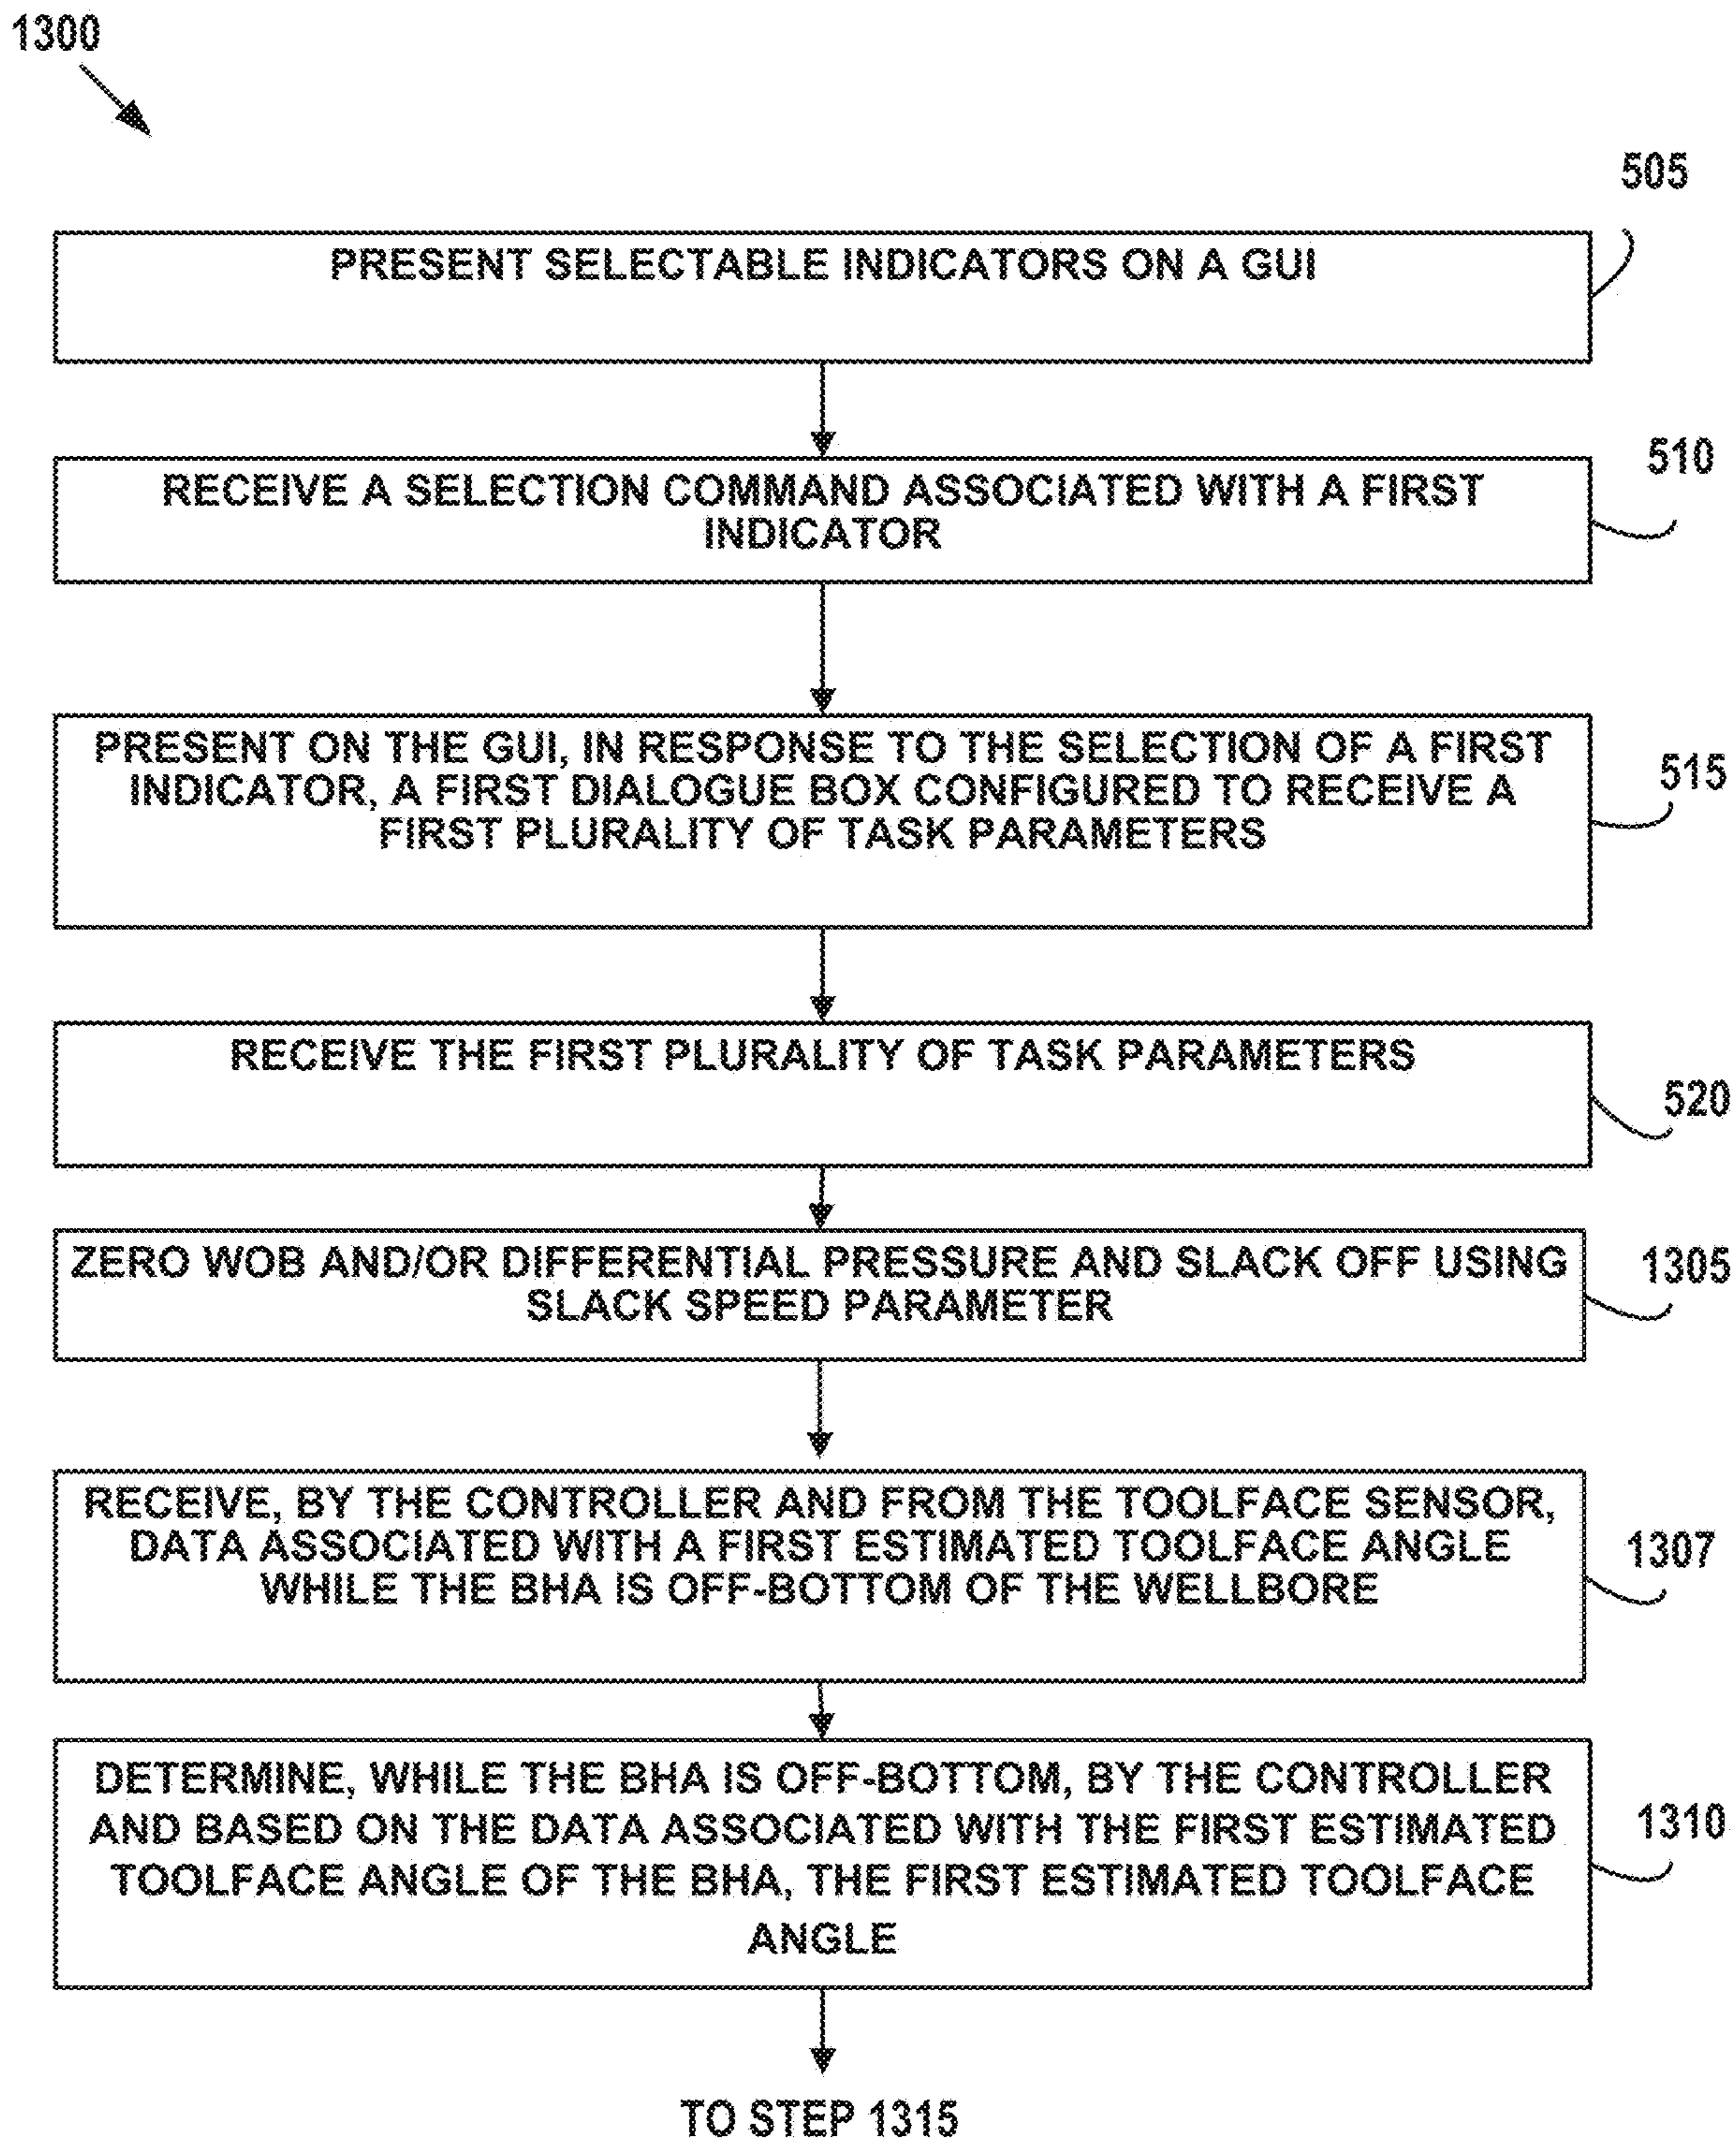 1300
505
PRESENT SELECTABLE INDICATORS ON A GUI
510
RECEIVE A SELECTION COMMAND ASSOCIATED WITH A FIRST
INDICATOR
515
PRESENT ON THE GUI, IN RESPONSE TO THE SELECTION OF A FIRST
INDICATOR, A FIRST DIALOGUE BOX CONFIGURED TO RECEIVE A
FIRST PLURALITY OF TASK PARAMETERS
RECEIVE THE FIRST PLURALITY OF TASK PARAMETERS
520
ZERO WOB AND/OR DIFFERENTIAL PRESSURE AND SLACK OFF USING
SLACK SPEED PARAMETER
1305
RECEIVE, BY THE CONTROLLER AND FROM THE TOOLFACE SENSOR,
DATA ASSOCIATED WITH A FIRST ESTIMATED TOOLFACE ANGLE
WHILE THE BHA IS OFF-BOTTOM OF THE WELLBORE
1307
DETERMINE, WHILE THE BHA IS OFF-BOTTOM, BY THE CONTROLLER
AND BASED ON THE DATA ASSOCIATED WITH THE FIRST ESTIMATED
TOOLFACE ANGLE OF THE BHA, THE FIRST ESTIMATED TOOLFACE
ANGLE
1310
TO STEP 1315